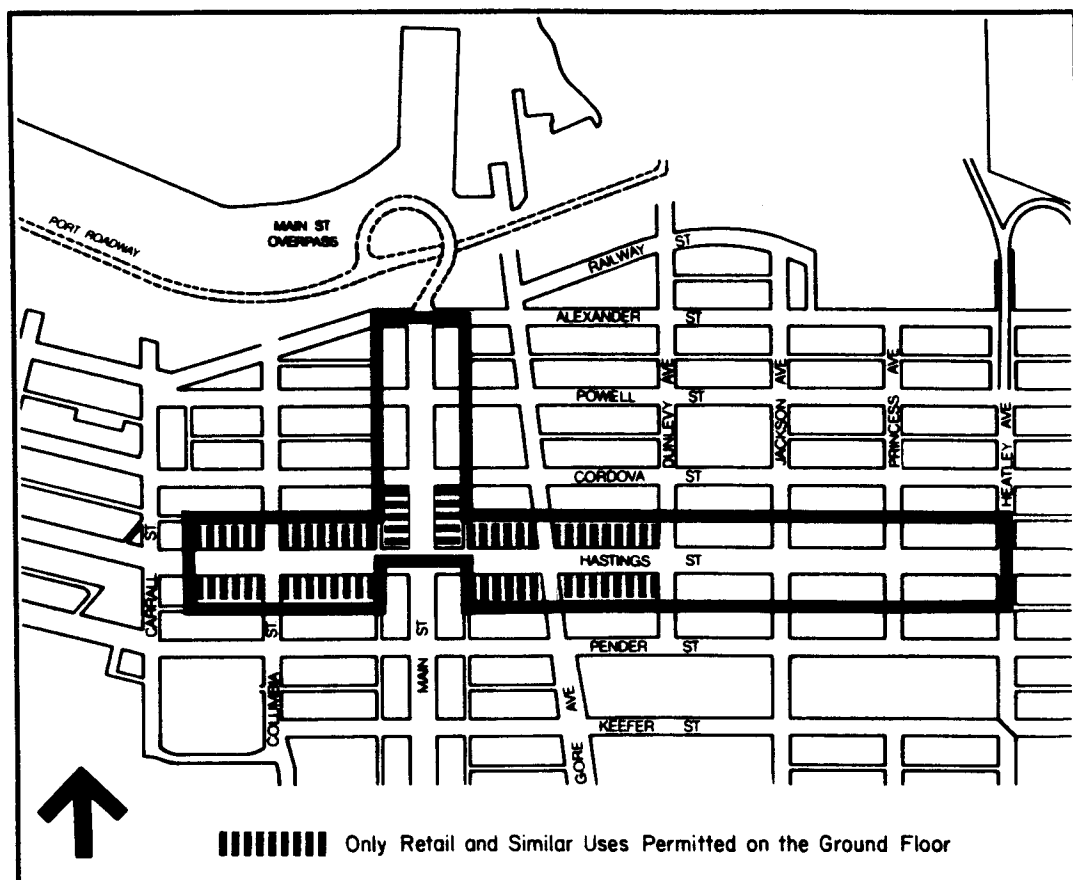 PORT ROADWAY
MAIN ST
OVERPASS
RAILWAY ST
ALEXANDER ST
POWELL ST
DUNLEVY AVE
JACKSON AVE
PRINCESS AVE
HEATLEY AVE
CORDOVA ST
HASTINGS ST
CARRALL ST
COLUMBIA ST
MAIN ST
PENDER ST
GORE AVE
KEEFER ST
Only Retail and Similar Uses Permitted on the Ground Floor